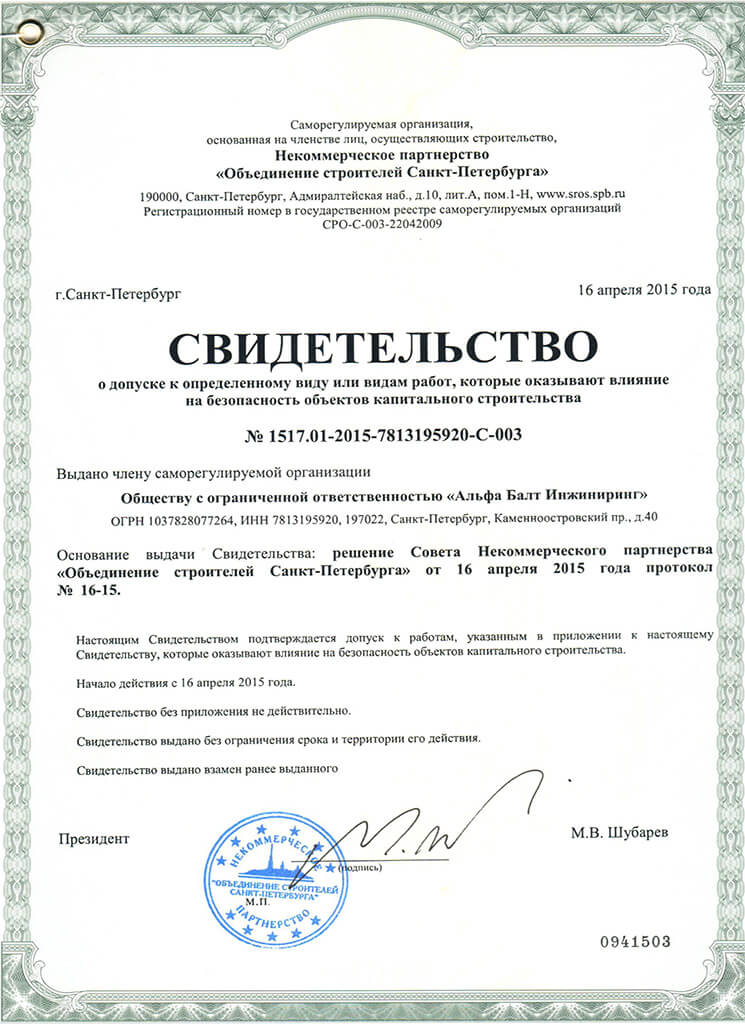 Саморегулируемая организация,
основанная на членстве лиц, осуществляющих строительство,
Некоммерческое партнерство
«Объединение строителей Санкт-Петербурга»
190000, Санкт-Петербург, Адмиралтейская наб., д.10, лит.А, пом.1-Н, www.sros.spb.ru
Регистрационный номер в государственном реестре саморегулируемых организаций
СРО-С-003-22042009
г.Санкт-Петербург
16 апреля 2015 года
СВИДЕТЕЛЬСТВО
о допуске к определенному виду или видам работ, которые оказывают влияние
на безопасность объектов капитального строительства
№ 1517.01-2015-7813195920-С-003
Выдано члену саморегулируемой организации
Обществу с ограниченной ответственностью «Альфа Балт Инжиниринг»
ОГРН 1037828077264, ИНН 7813195920, 197022, Санкт-Петербург, Каменноостровский пр., д.40
Основание выдачи Свидетельства: решение Совета Некоммерческого партнерства
«Объединение строителей Санкт-Петербурга» от 16 апреля 2015 года протокол
№ 16-15.
Настоящим Свидетельством подтверждается допуск к работам, указанным в приложении к настоящему
Свидетельству, которые оказывают влияние на безопасность объектов капитального строительства.
Начало действия с 16 апреля 2015 года.
Свидетельство без приложения не действительно.
Свидетельство выдано без ограничения срока и территории его действия.
Свидетельство выдано взамен ранее выданного
Президент
М.В. Шубарев
(подпись)
НЕКОММЕРЧЕСКОЕ
"ОБЪЕДИНЕНИЕ СТРОИТЕЛЕЙ
САНКТ-ПЕТЕРБУРГА"
М.П.
ПАРТНЕРСТВО
0941503